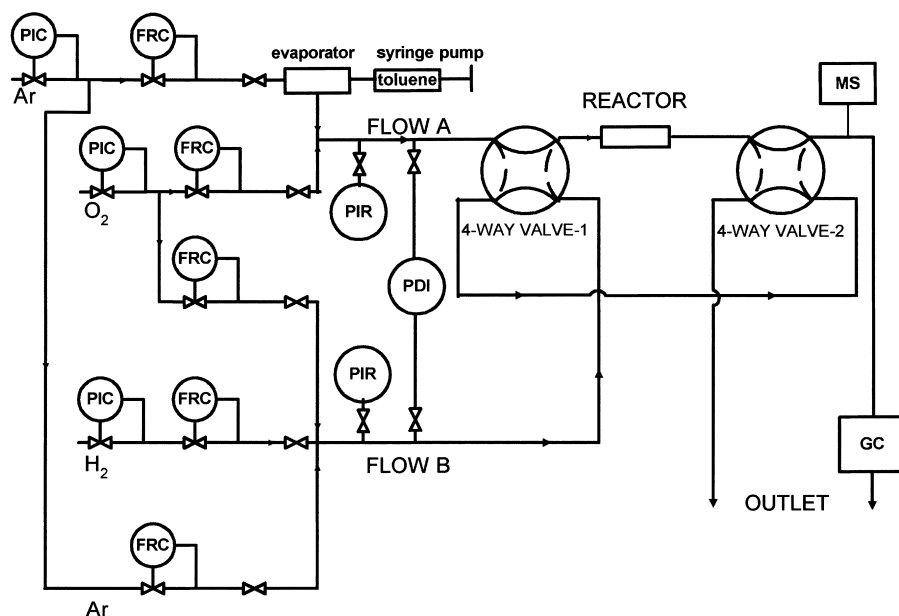 PIC
FRC
evaporator
syringe pump
toluene
Ar
REACTOR
MS
FLOW A
PIC
FRC
O2
PIR
4-WAY VALVE-1
4-WAY VALVE-2
FRC
PDI
PIR
PIC
FRC
H2
FLOW B
GC
OUTLET
FRC
Ar